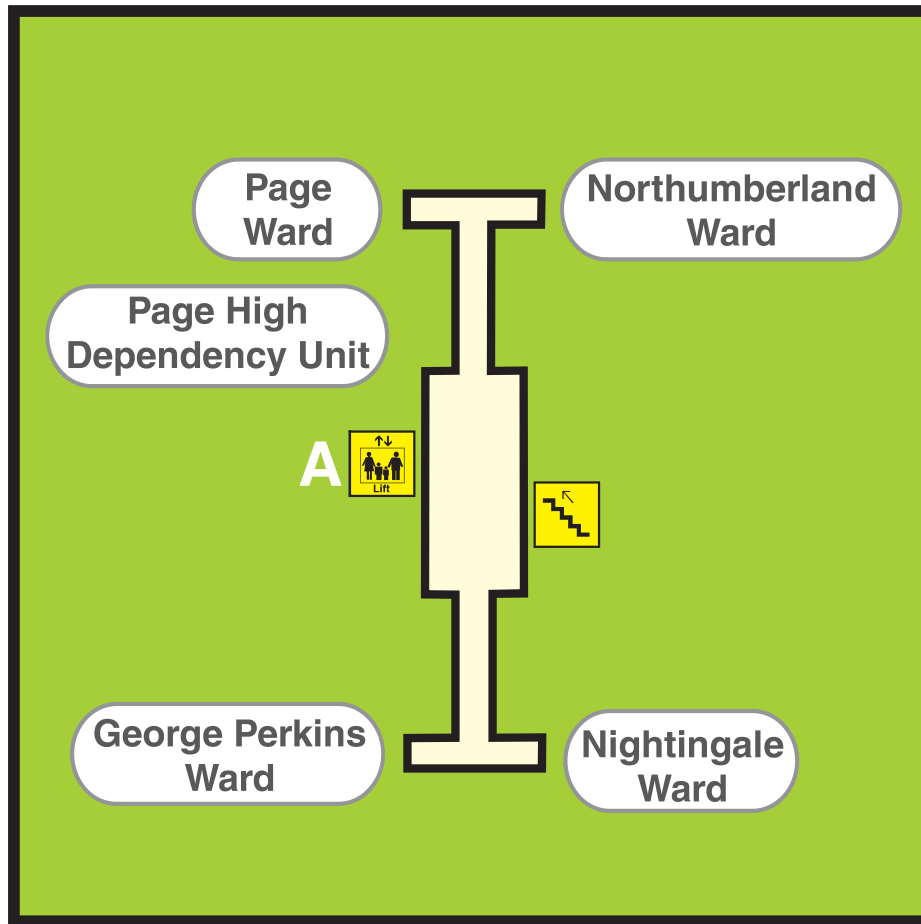 Page
Ward
Northumberland
Ward
Page High
Dependency Unit
A
Lift
George Perkins
Ward
Nightingale
Ward